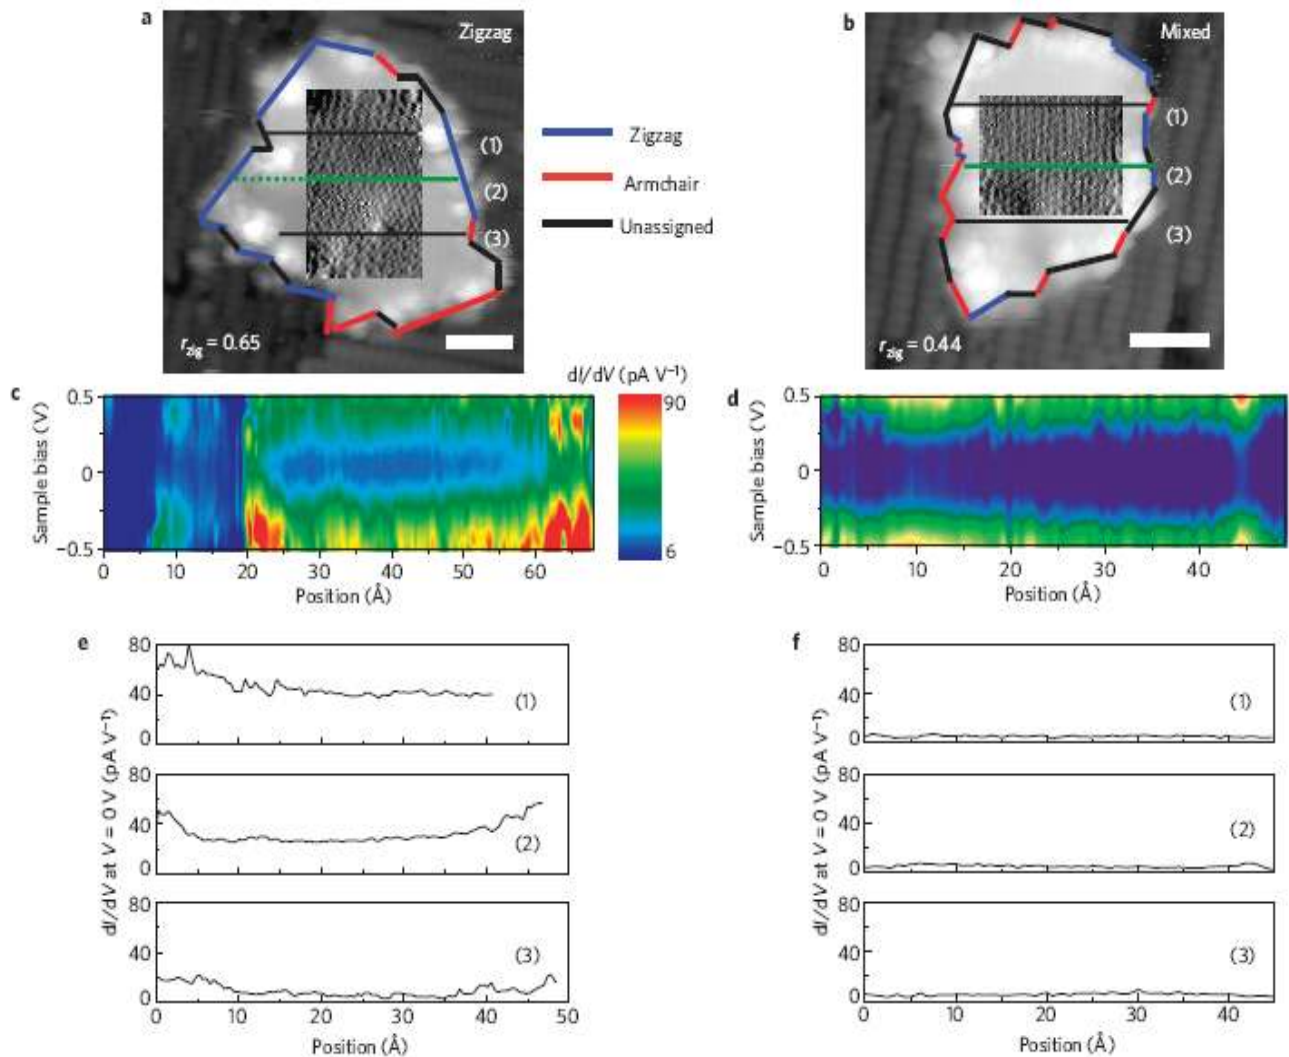 a
Zigzag
(1)
(2)
(3)
r_zig = 0.65
Zigzag
Armchair
Unassigned
b
Mixed
(1)
(2)
(3)
r_zig = 0.44
c
0.5
0
−0.5
Sample bias (V)
0 10 20 30 40 50 60
Position (Å)
dI/dV (pA V⁻¹)
90
6
d
0.5
0
−0.5
Sample bias (V)
0 10 20 30 40
Position (Å)
e
dI/dV at V = 0 V (pA V⁻¹)
80
40
0
(1)
80
40
0
(2)
80
40
0
(3)
0 10 20 30 40 50
Position (Å)
f
dI/dV at V = 0 V (pA V⁻¹)
80
40
0
(1)
80
40
0
(2)
80
40
0
(3)
0 10 20 30 40
Position (Å)